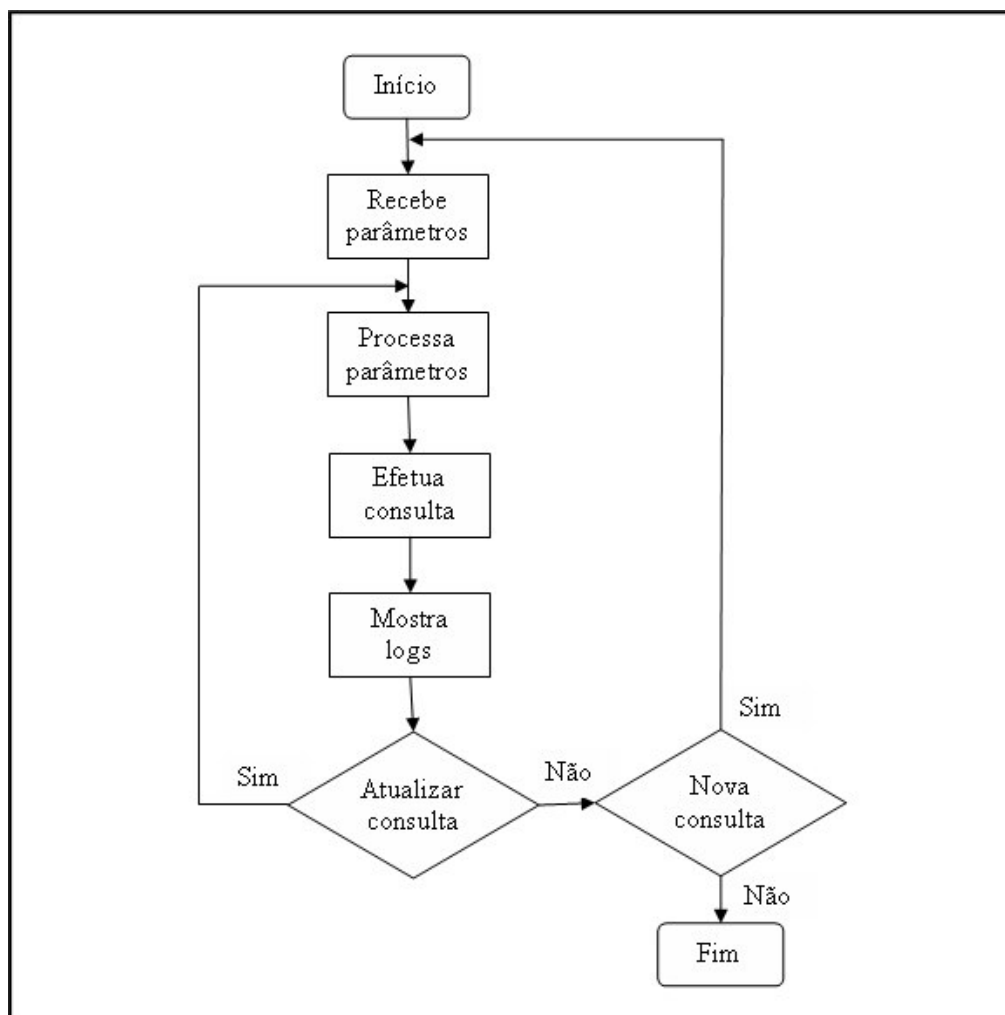 Início
Recebe
parâmetros
Processa
parâmetros
Efetua
consulta
Mostra
logs
Sim
Atualizar
consulta
Não
Sim
Nova
consulta
Não
Fim